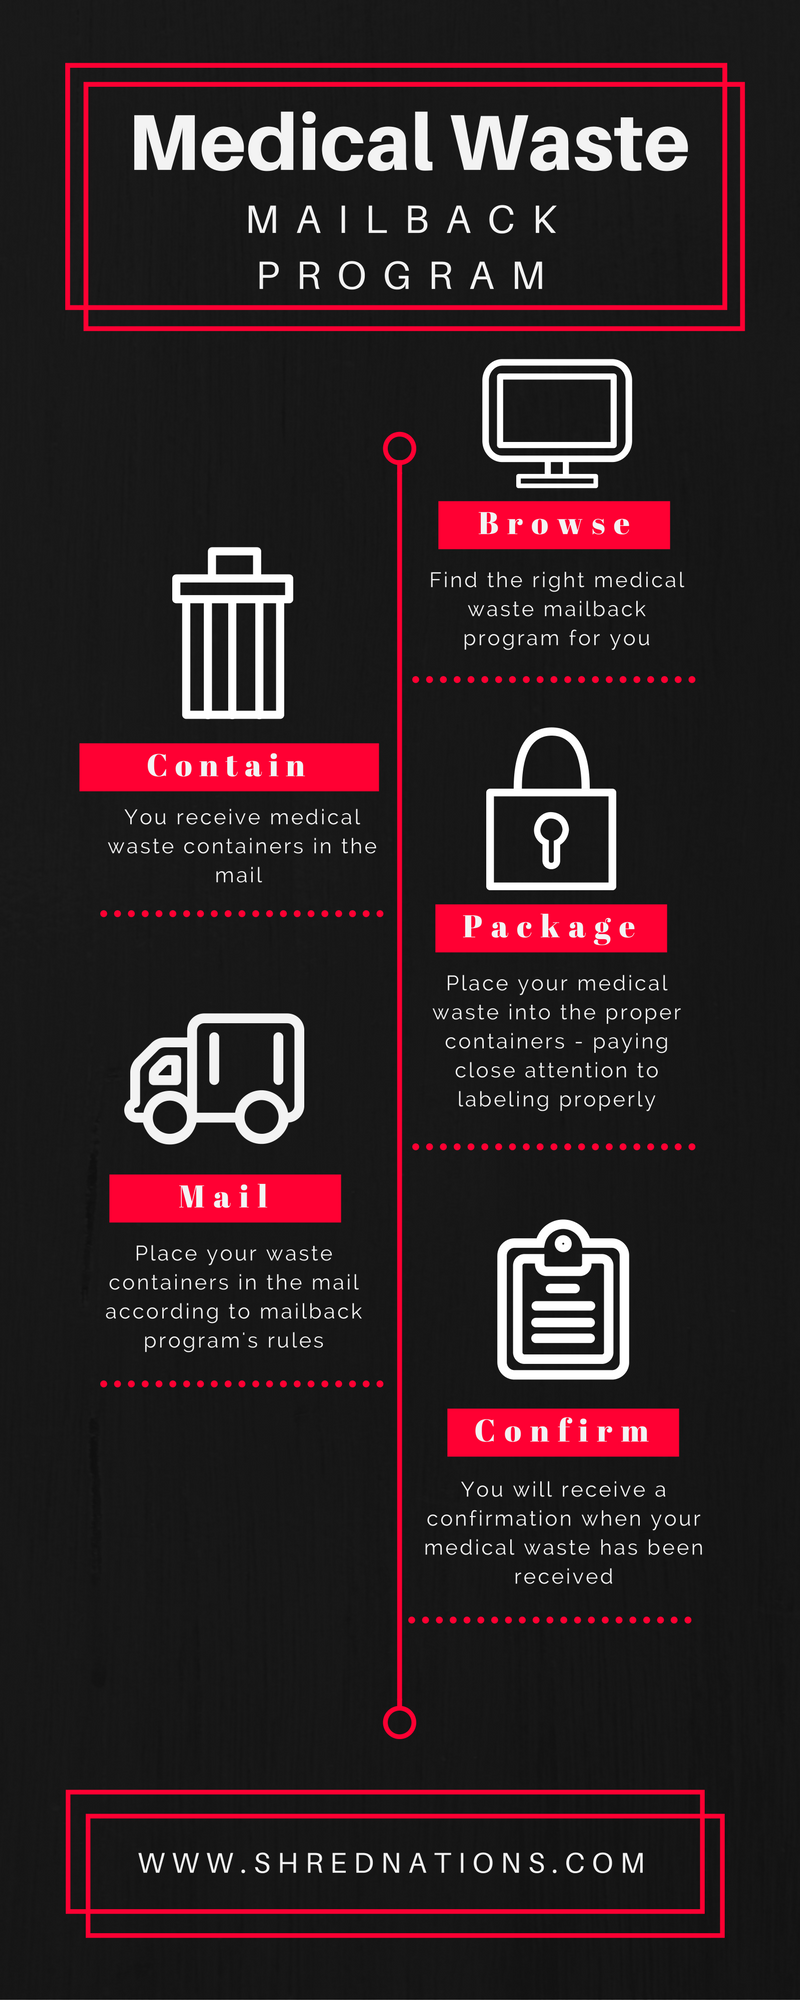 Medical Waste
MAILBACK
PROGRAM
Browse
Find the right medical
waste mailback
program for you
Contain
You receive medical
waste containers in the
mail
Package
Place your medical
waste into the proper
containers - paying
close attention to
labeling properly
Mail
Place your waste
containers in the mail
according to mailback
program's rules
Confirm
You will receive a
confirmation when your
medical waste has been
received
WWW.SHREDNATIONS.COM